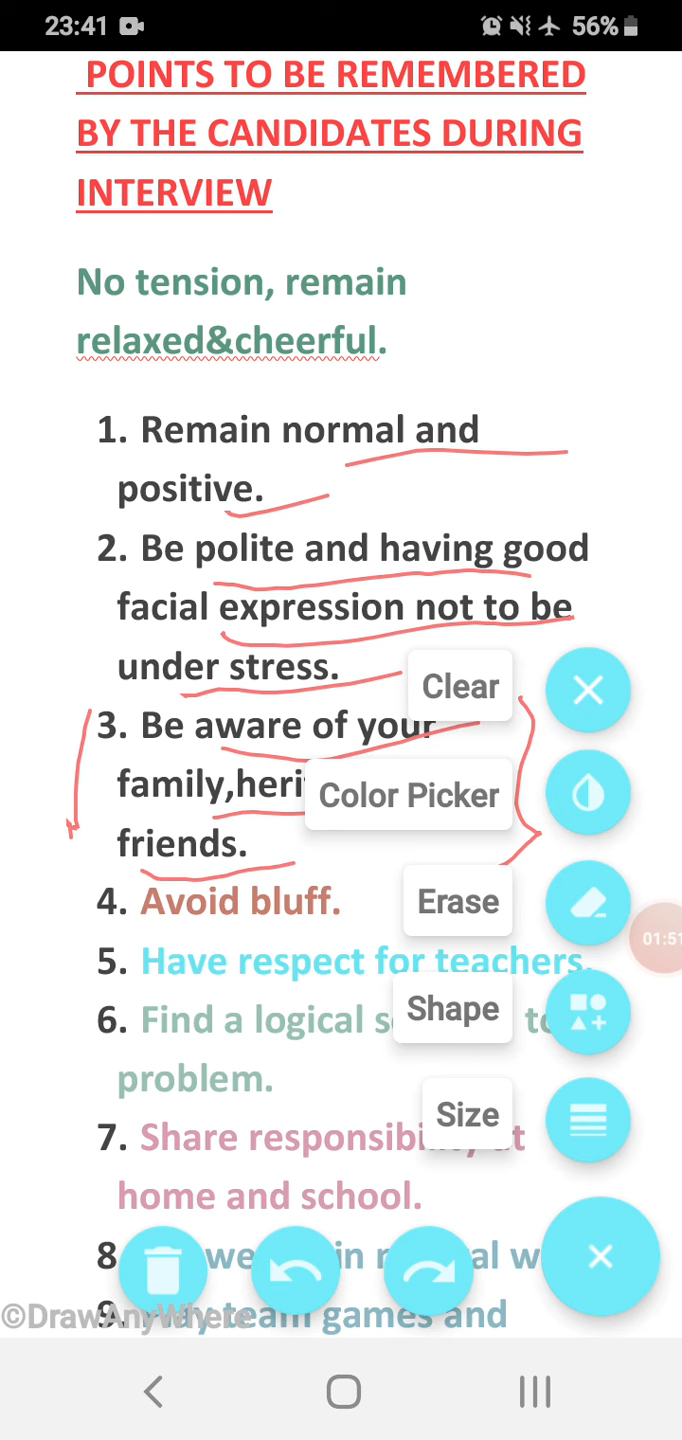 23:41 56%
POINTS TO BE REMEMBERED
BY THE CANDIDATES DURING
INTERVIEW
No tension, remain
relaxed&cheerful.
1. Remain normal and
positive.
2. Be polite and having good
facial expression not to be
under stress.
Clear
3. Be aware of your
family,heri
Color Picker
friends.
4. Avoid bluff.
Erase
01:51
5. Have respect for teachers.
6. Find a logical
Shape
problem.
Size
7. Share
home and school.
8
in
9. team games and
©DrawAnyWhere